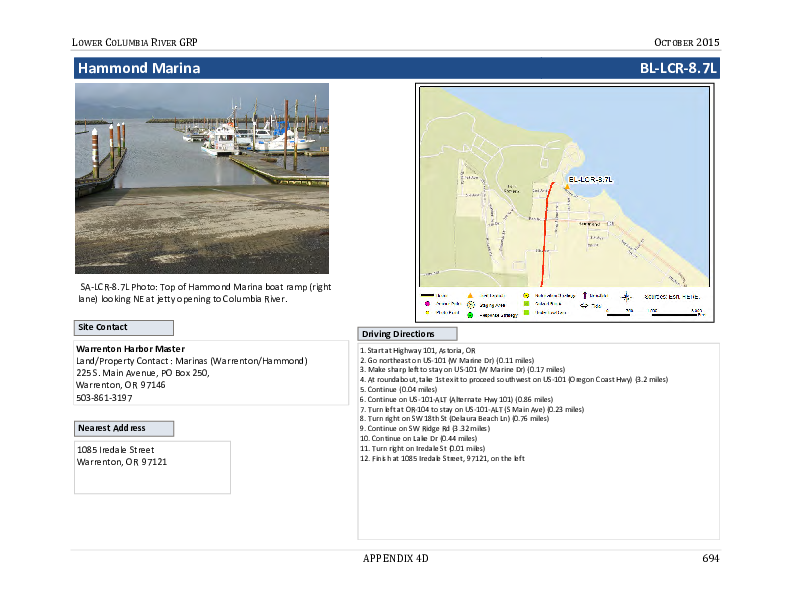 LOWER COLUMBIA RIVER GRP
OCTOBER 2015
Hammond Marina
BL-LCR-8.7L
BL-LCR-8.7L
Hammond
Staging Area
Response Strategy
Sources: Esri, HERE,
SA-LCR-8.7L Photo: Top of Hammond Marina boat ramp (right
lane) looking NE at jetty opening to Columbia River.
Site Contact
Warrenton Harbor Master
Land/Property Contact : Marinas (Warrenton/Hammond)
225 S. Main Avenue, PO Box 250,
Warrenton, OR 97146
503-861-3197
Nearest Address
1085 Iredale Street
Warrenton, OR 97121
Driving Directions
1. Start at Highway 101, Astoria, OR
2. Go northeast on US-101 (W Marine Dr) (0.11 miles)
3. Make sharp left to stay on US-101 (W Marine Dr) (0.17 miles)
4. At roundabout, take 1st exit to proceed southwest on US-101 (Oregon Coast Hwy) (3.2 miles)
5. Continue (0.04 miles)
6. Continue on US-101-ALT (Alternate Hwy 101) (0.86 miles)
7. Turn left at OR-104 to stay on US-101-ALT (S Main Ave) (0.23 miles)
8. Turn right on SW 18th St (Delaura Beach Ln) (0.76 miles)
9. Continue on SW Ridge Rd (3.32 miles)
10. Continue on Lake Dr (0.44 miles)
11. Turn right on Iredale St (0.01 miles)
12. Finish at 1085 Iredale Street, 97121, on the left
APPENDIX 4D
694